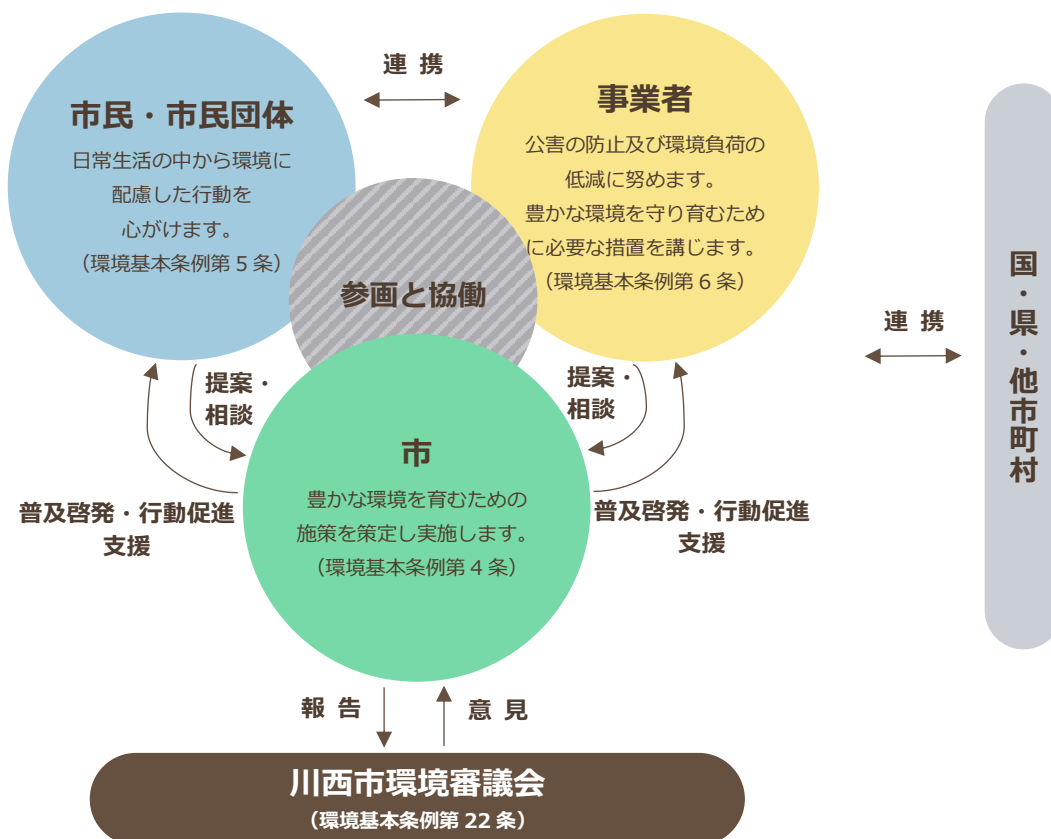 連 携
市民・市民団体
日常生活の中から環境に
配慮した行動を
心がけます。
（環境基本条例第 5 条）
事業者
公害の防止及び環境負荷の
低減に努めます。
豊かな環境を守り育むため
に必要な措置を講じます。
（環境基本条例第 6 条）
参画と協働
連 携
国・県・他市町村
提案・
相談
提案・
相談
市
豊かな環境を育むための
施策を策定し実施します。
（環境基本条例第 4 条）
普及啓発・行動促進
支援
普及啓発・行動促進
支援
報 告
意 見
川西市環境審議会
（環境基本条例第 22 条）